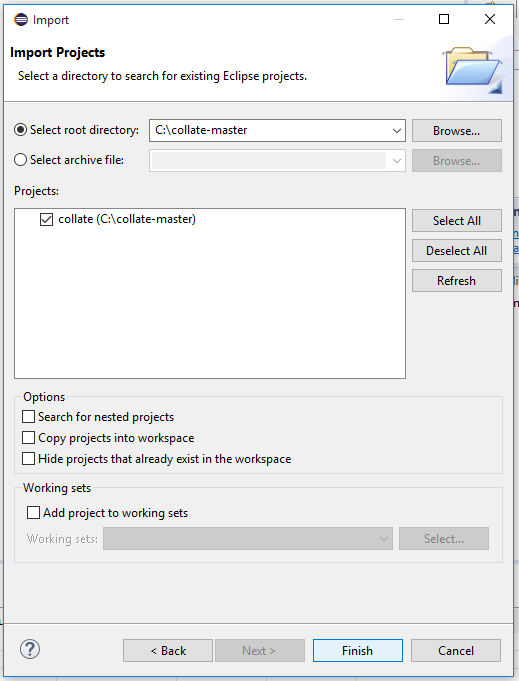 Import
Import Projects
Select a directory to search for existing Eclipse projects.
Select root directory: C:\collate-master Browse...
Select archive file: Browse...
Projects:
collate (C:\collate-master)
Select All
Deselect All
Refresh
Options
Search for nested projects
Copy projects into workspace
Hide projects that already exist in the workspace
Working sets
Add project to working sets
Working sets: Select...
? < Back Next > Finish Cancel